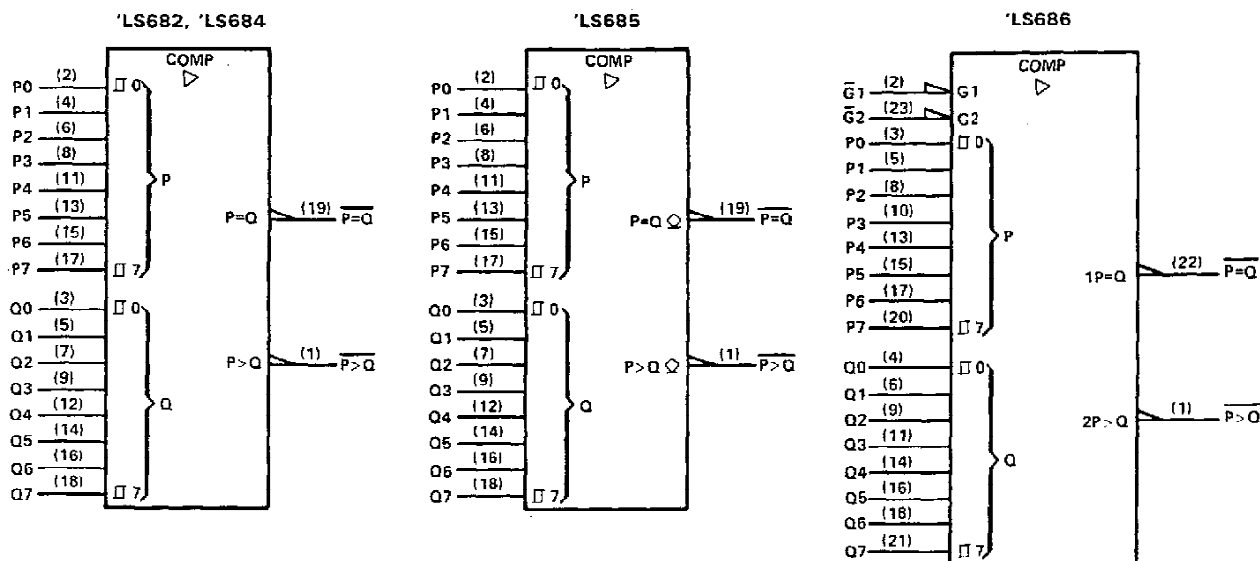 'LS682, 'LS684
COMP
▷
P0 (2) 0
P1 (4)
P2 (6)
P3 (8)
P4 (11)
P5 (13)
P6 (15)
P7 (17) 7
P
Q0 (3) 0
Q1 (5)
Q2 (7)
Q3 (9)
Q4 (12)
Q5 (14)
Q6 (16)
Q7 (18) 7
Q
P=Q (19) P=Q
P>Q (1) P>Q
'LS685
COMP
▷
P0 (2) 0
P1 (4)
P2 (6)
P3 (8)
P4 (11)
P5 (13)
P6 (15)
P7 (17) 7
P
Q0 (3) 0
Q1 (5)
Q2 (7)
Q3 (9)
Q4 (12)
Q5 (14)
Q6 (16)
Q7 (18) 7
Q
P=Q (19) P=Q
P>Q (1) P>Q
'LS686
COMP
▷
G1 (2) G1
G2 (23) G2
P0 (3) 0
P1 (5)
P2 (8)
P3 (10)
P4 (13)
P5 (15)
P6 (17)
P7 (20) 7
P
Q0 (4) 0
Q1 (6)
Q2 (9)
Q3 (11)
Q4 (14)
Q5 (16)
Q6 (18)
Q7 (21) 7
Q
1P=Q (22) P=Q
2P>Q (1) P>Q